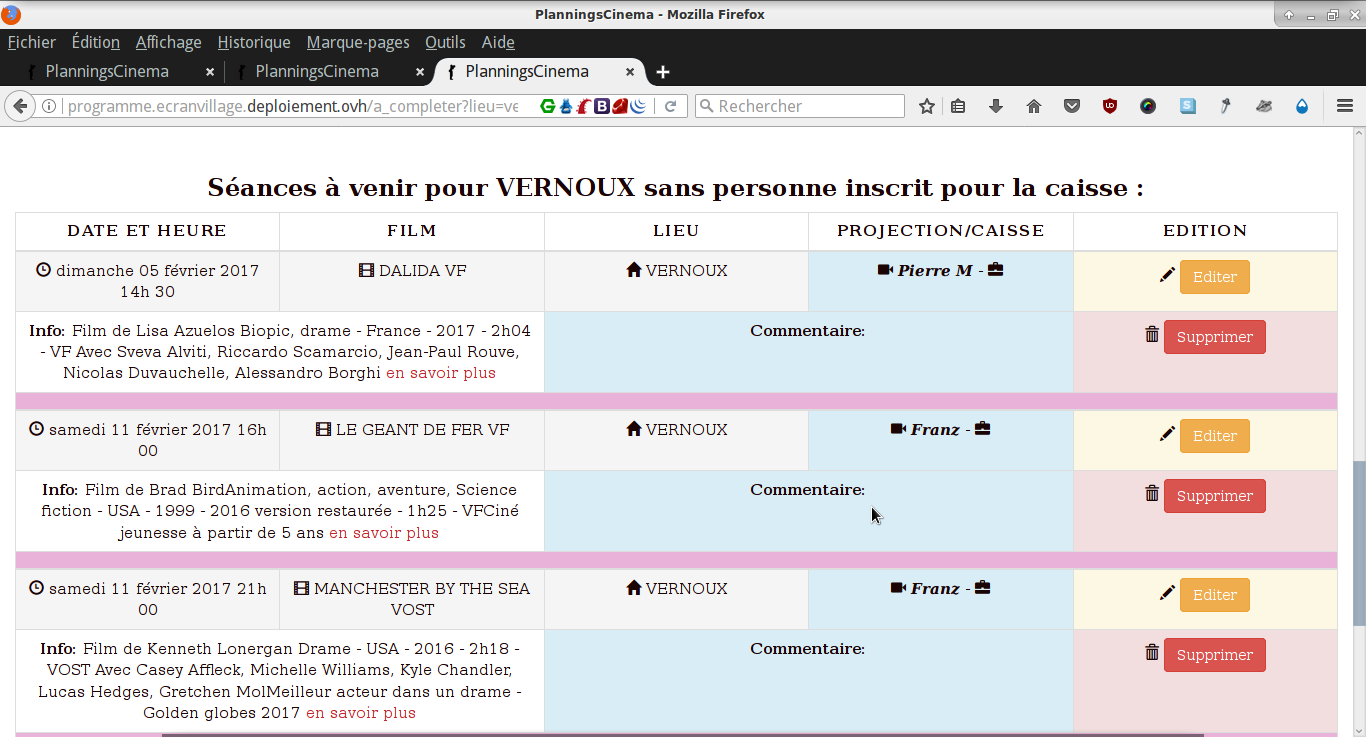 PlanningsCinema - Mozilla Firefox
Fichier Édition Affichage Historique Marque-pages Outils Aide
PlanningsCinema PlanningsCinema PlanningsCinema
programme.ecranvillage.deploiement.ovh/a_completer?lieu=ve Rechercher
Séances à venir pour VERNOUX sans personne inscrit pour la caisse :
DATE ET HEURE FILM LIEU PROJECTION/CAISSE EDITION
dimanche 05 février 2017 DALIDA VF VERNOUX Pierre M - Editer
14h 30
Info: Film de Lisa Azuelos Biopic, drame - France - 2017 - 2h04 Commentaire: Supprimer
- VF Avec Sveva Alviti, Riccardo Scamarcio, Jean-Paul Rouve,
Nicolas Duvauchelle, Alessandro Borghi en savoir plus
samedi 11 février 2017 16h LE GEANT DE FER VF VERNOUX Franz - Editer
00
Info: Film de Brad BirdAnimation, action, aventure, Science Commentaire: Supprimer
fiction - USA - 1999 - 2016 version restaurée - 1h25 - VFCiné
jeunesse à partir de 5 ans en savoir plus
samedi 11 février 2017 21h MANCHESTER BY THE SEA VERNOUX Franz - Editer
00 VOST
Info: Film de Kenneth Lonergan Drame - USA - 2016 - 2h18 - Commentaire: Supprimer
VOST Avec Casey Affleck, Michelle Williams, Kyle Chandler,
Lucas Hedges, Gretchen MolMeilleur acteur dans un drame -
Golden globes 2017 en savoir plus